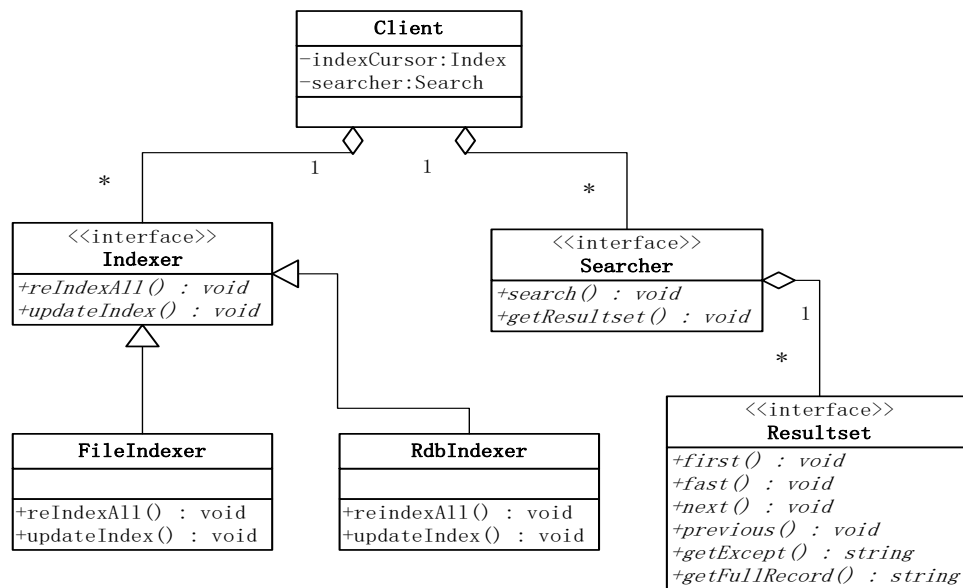 Client
-indexCursor:Index
-searcher:Search
1
1
*
*
<<interface>>
Indexer
+reIndexAll() : void
+updateIndex() : void
<<interface>>
Searcher
+search() : void
+getResultset() : void
1
*
FileIndexer
+reIndexAll() : void
+updateIndex() : void
RdbIndexer
+reindexAll() : void
+updateIndex() : void
<<interface>>
Resultset
+first() : void
+fast() : void
+next() : void
+previous() : void
+getExcept() : string
+getFullRecord() : string